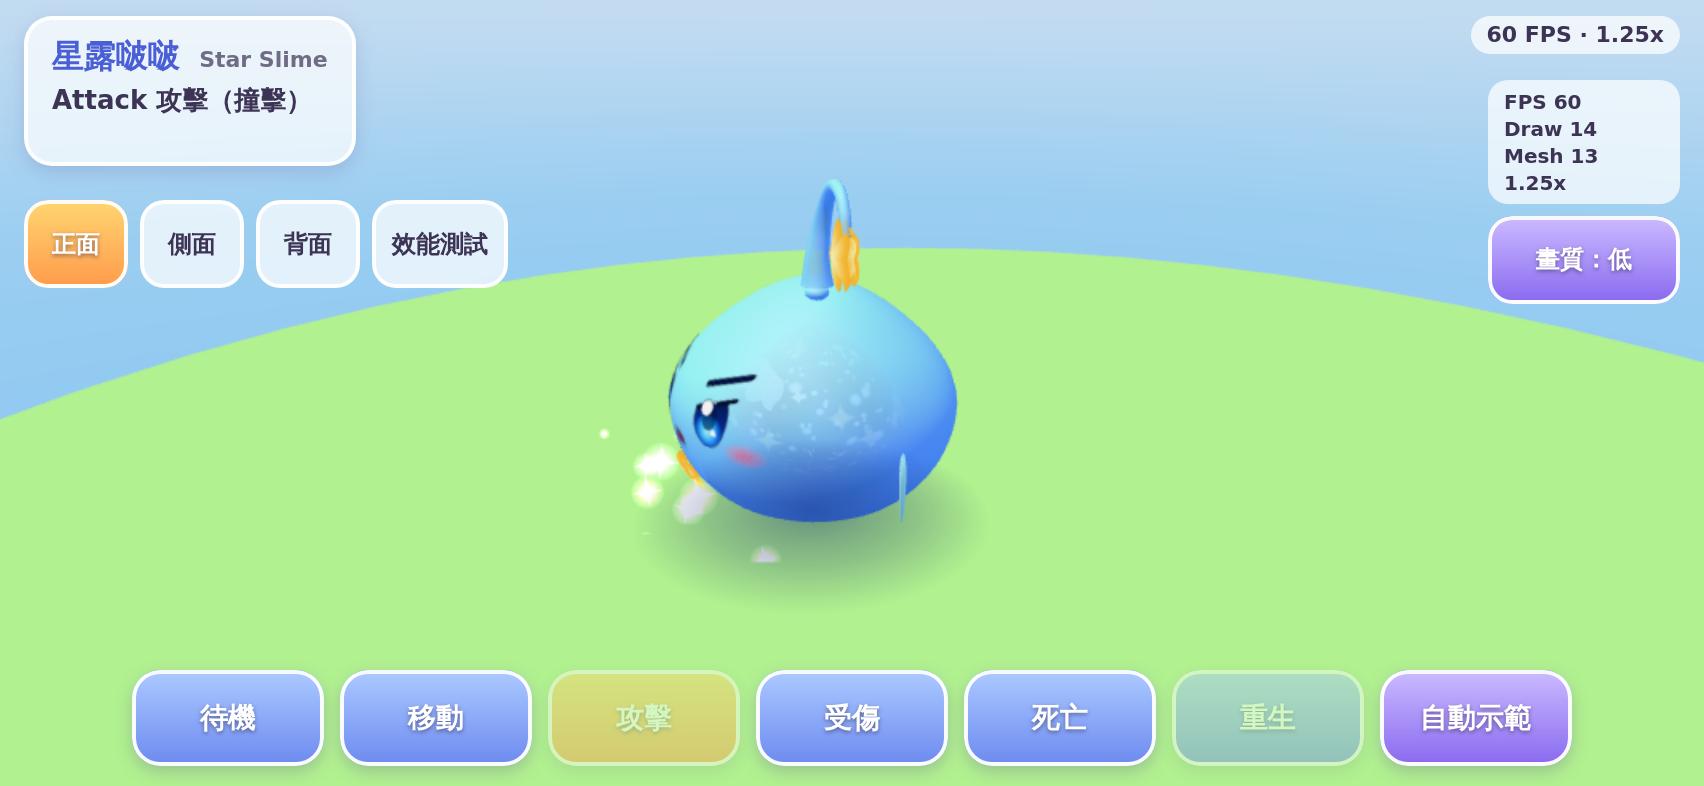 星露啵啵 Star Slime
Attack 攻擊（撞擊）
60 FPS · 1.25x
FPS 60
Draw 14
Mesh 13
1.25x
正面 側面 背面 效能測試
畫質：低
待機 移動 攻擊 受傷 死亡 重生 自動示範